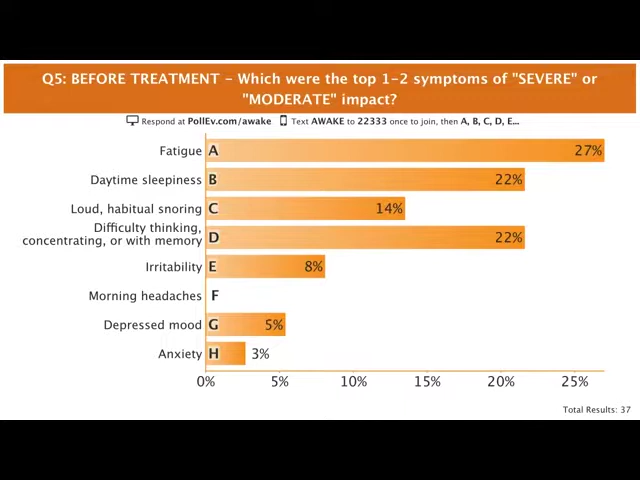 Q5: BEFORE TREATMENT – Which were the top 1–2 symptoms of "SEVERE" or
"MODERATE" impact?
Respond at PollEv.com/awake Text AWAKE to 22333 once to join, then A, B, C, D, E...
Fatigue A 27%
Daytime sleepiness B 22%
Loud, habitual snoring C 14%
Difficulty thinking,
concentrating, or with memory D 22%
Irritability E 8%
Morning headaches F
Depressed mood G 5%
Anxiety H 3%
0% 5% 10% 15% 20% 25%
Total Results: 37